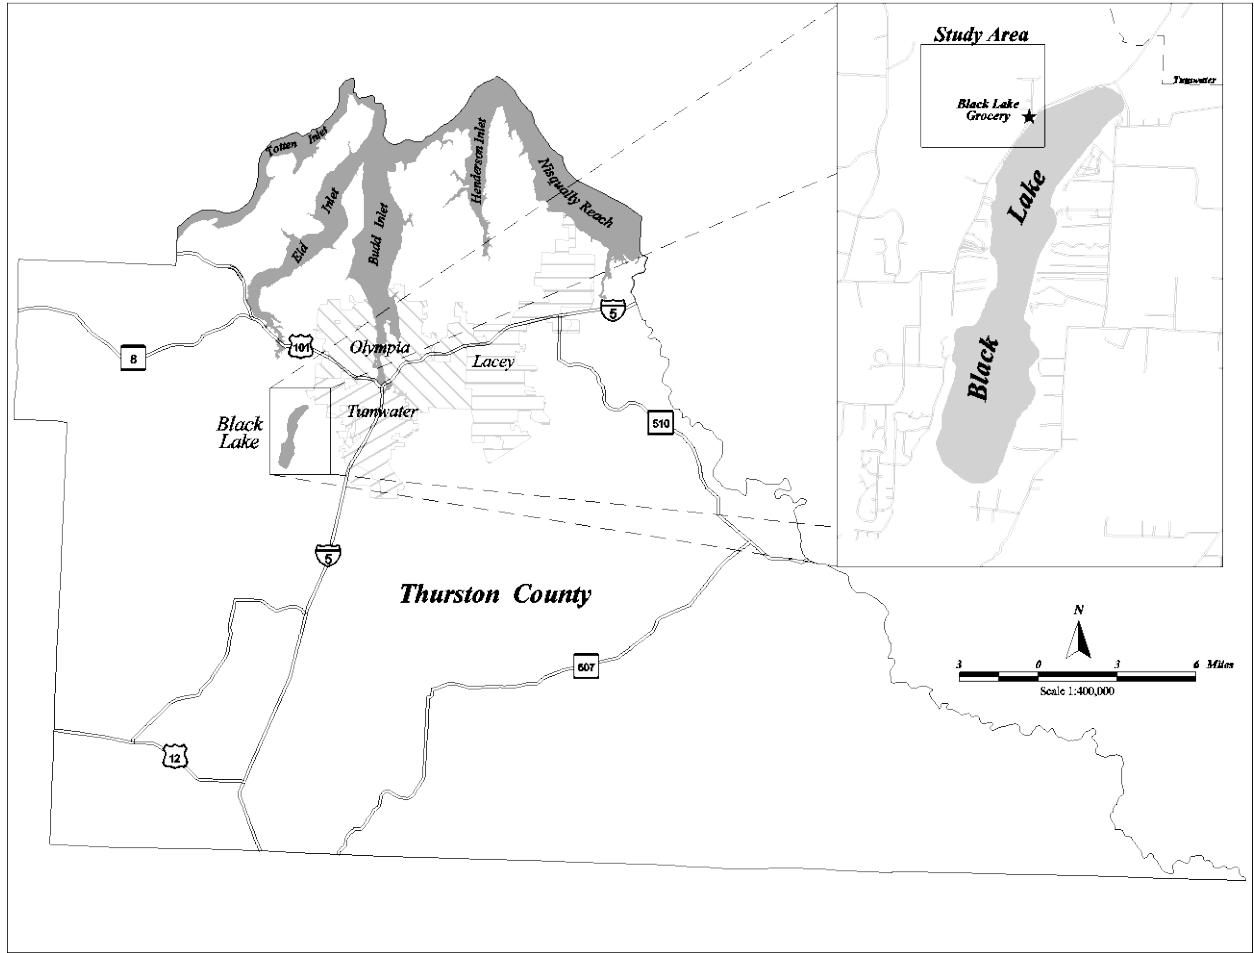 Study Area
Tumwater
Black Lake
Grocery
Lake
Black
Totten Inlet
Eld Inlet
Budd Inlet
Henderson Inlet
Nisqually Reach
5
101
8
Olympia
Lacey
Tumwater
Black
Lake
510
5
Thurston County
N
3 0 3 6 Miles
Scale 1:400,000
607
12